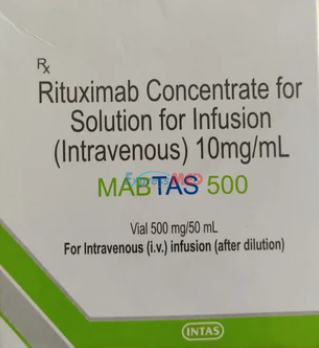 Rx
Rituximab Concentrate for
Solution for Infusion
(Intravenous) 10mg/mL
MABTAS 500
Vial 500 mg/50 mL
For Intravenous (i.v.) infusion (after dilution)
INTAS